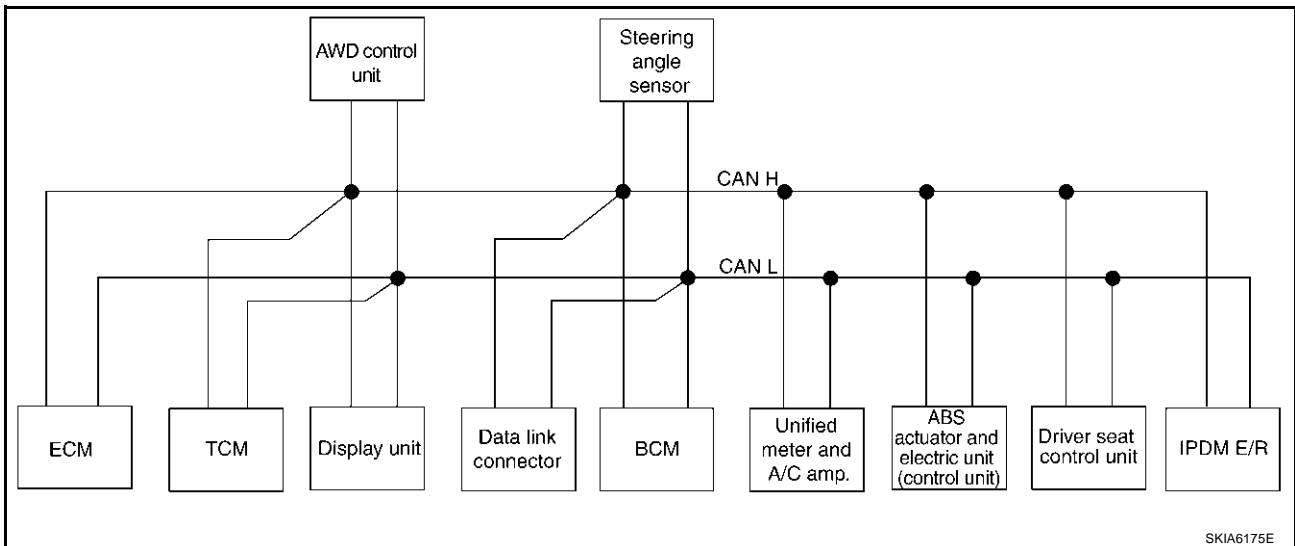 AWD control
unit
Steering
angle
sensor
CAN H
CAN L
ECM
TCM
Display unit
Data link
connector
BCM
Unified
meter and
A/C amp.
ABS
actuator and
electric unit
(control unit)
Driver seat
control unit
IPDM E/R
SKIA6175E